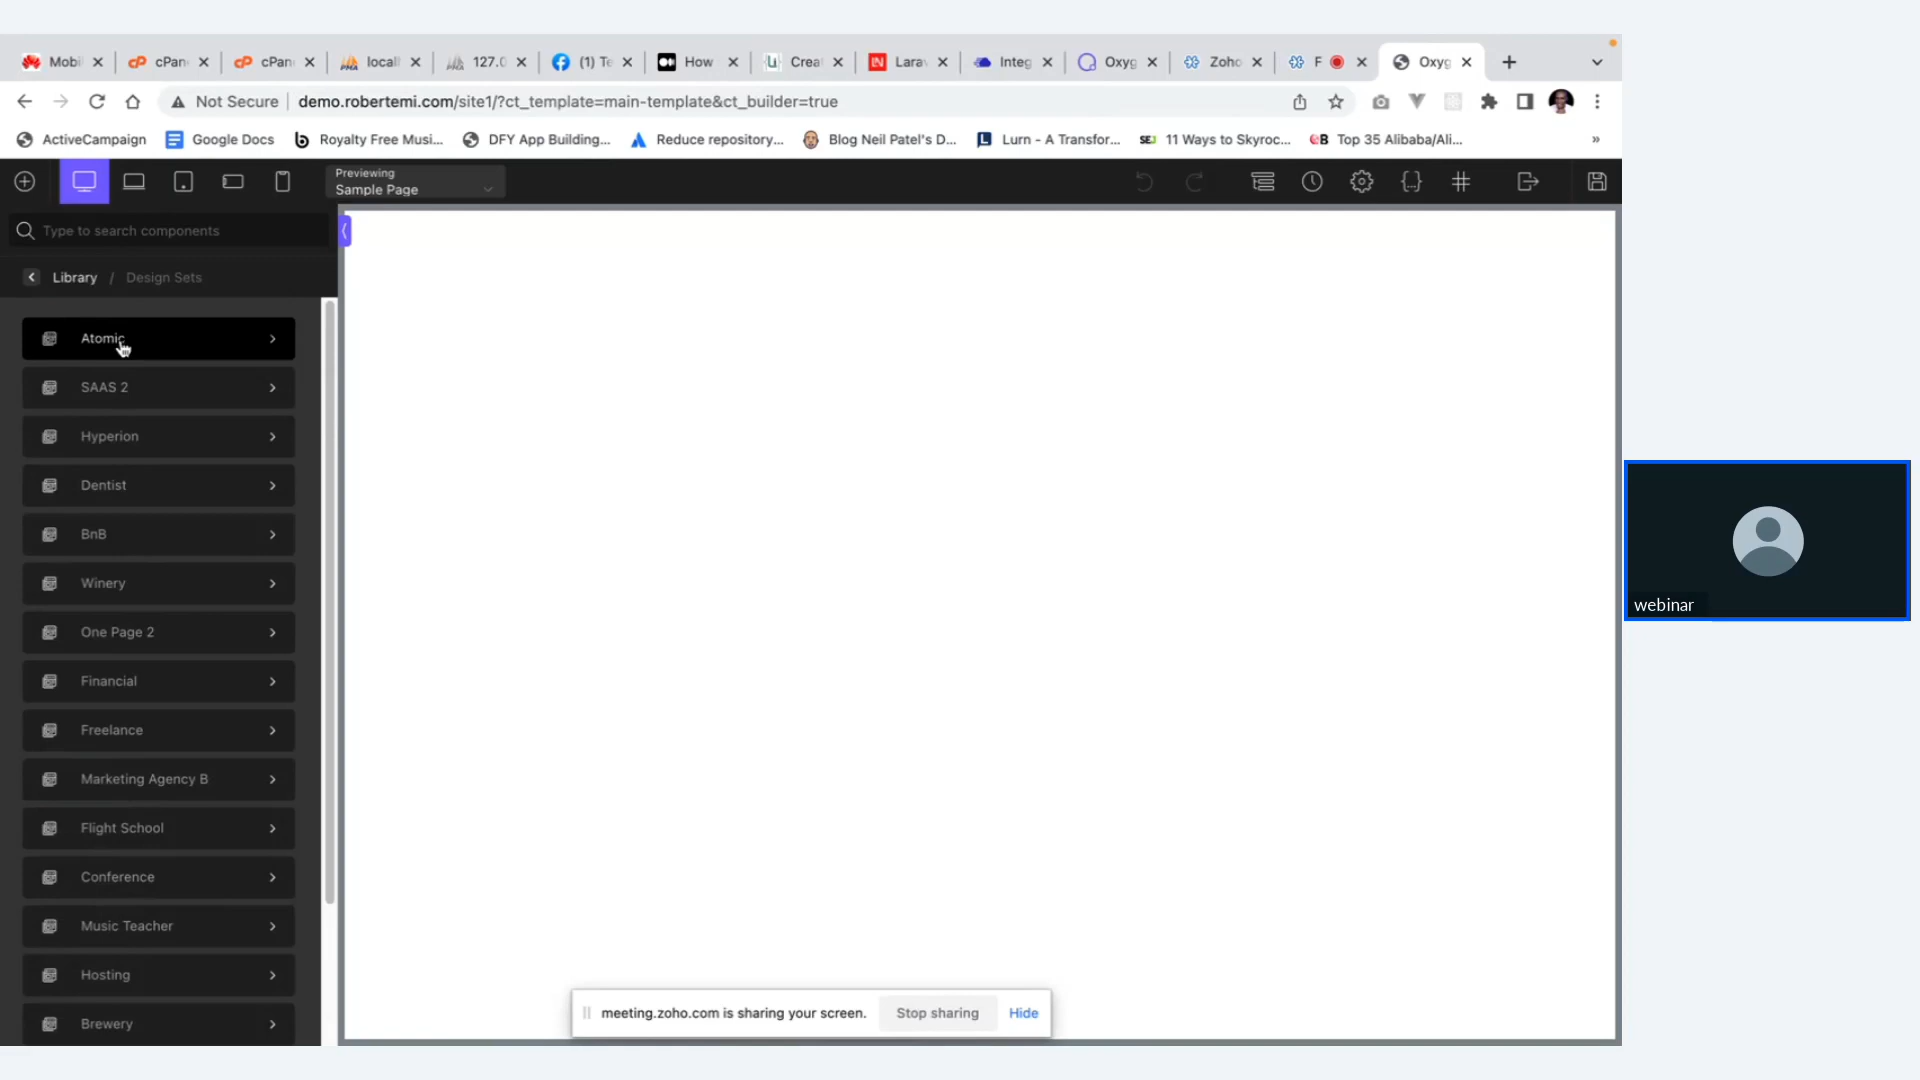 Mobi
cPan
cPan
locall
127.0
(1) Te
How
Crea
Lara
Integ
Oxyg
Zoho
F
Oxyg
Not Secure
demo.robertemi.com/site1/?ct_template=main-template&ct_builder=true
ActiveCampaign
Google Docs
Royalty Free Musi...
DFY App Building...
Reduce repository...
Blog Neil Patel's D...
Lurn - A Transfor...
SEJ 11 Ways to Skyroc...
Top 35 Alibaba/Ali...
Previewing
Sample Page
Type to search components
Library / Design Sets
Atomic
SAAS 2
Hyperion
Dentist
BnB
Winery
One Page 2
Financial
Freelance
Marketing Agency B
Flight School
Conference
Music Teacher
Hosting
Brewery
meeting.zoho.com is sharing your screen.
Stop sharing
Hide
webinar